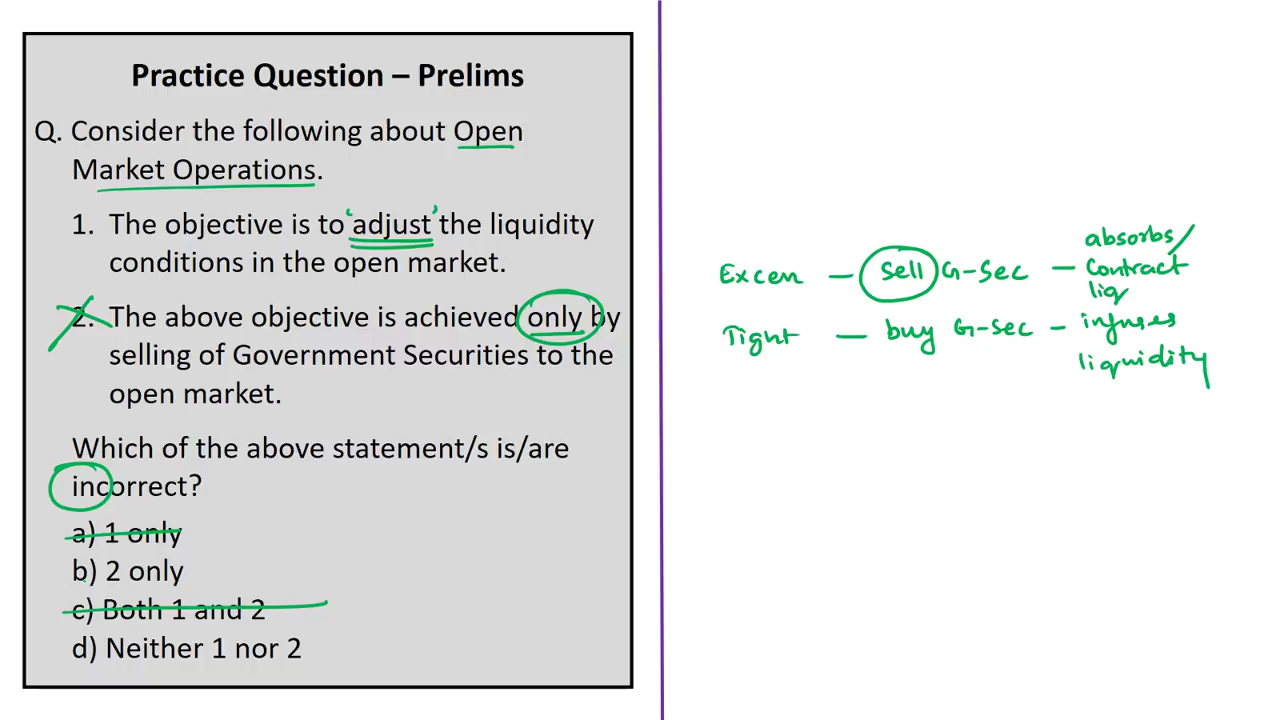 Practice Question – Prelims
Q. Consider the following about Open
Market Operations.
1. The objective is to 'adjust' the liquidity
conditions in the open market.
2. The above objective is achieved only by
selling of Government Securities to the
open market.
Which of the above statement/s is/are
incorrect?
a) 1 only
b) 2 only
c) Both 1 and 2
d) Neither 1 nor 2
absorbs/
Excess — Sell G-Sec — Contract
liq
Tight — buy G-Sec – infuses
liquidity